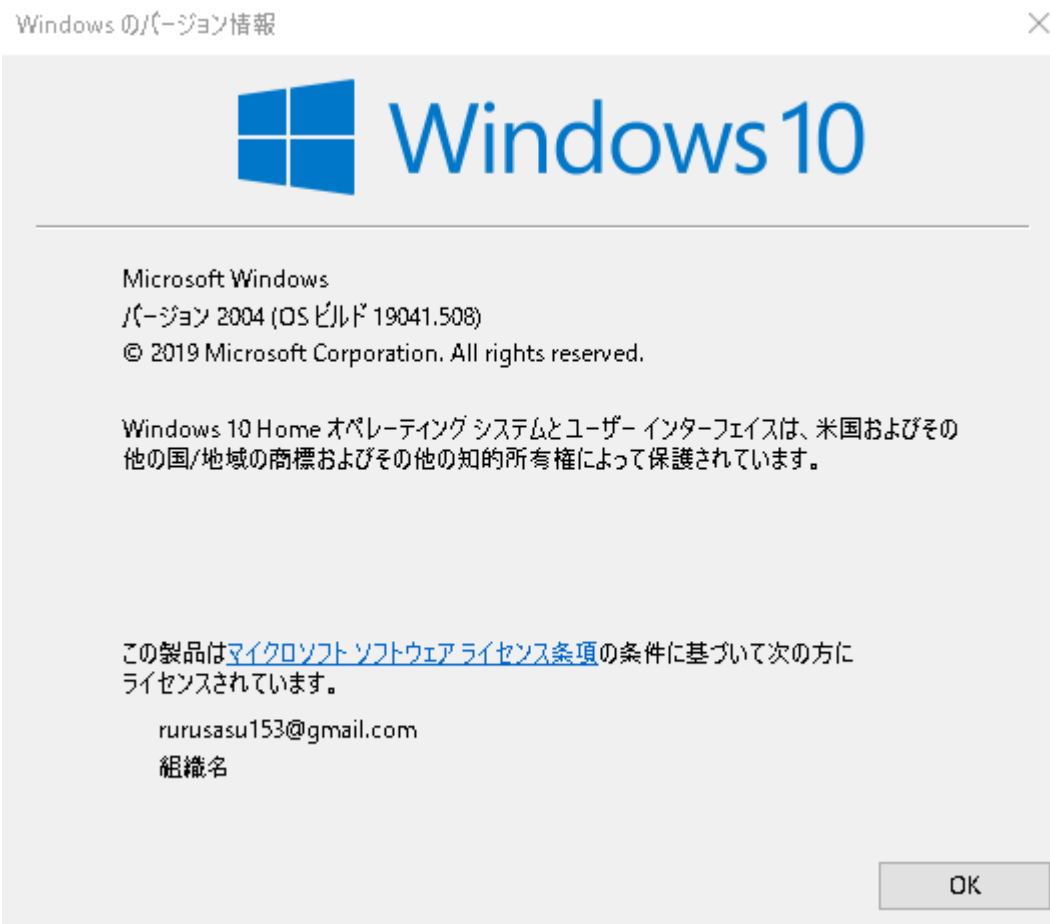 Windows のバージョン情報
Windows 10
Microsoft Windows
バージョン 2004 (OS ビルド 19041.508)
© 2019 Microsoft Corporation. All rights reserved.
Windows 10 Home オペレーティング システムとユーザー インターフェイスは、米国およびその
他の国/地域の商標およびその他の知的所有権によって保護されています。
この製品はマイクロソフト ソフトウェア ライセンス条項の条件に基づいて次の方に
ライセンスされています。
rurusasu153@gmail.com
組織名
OK